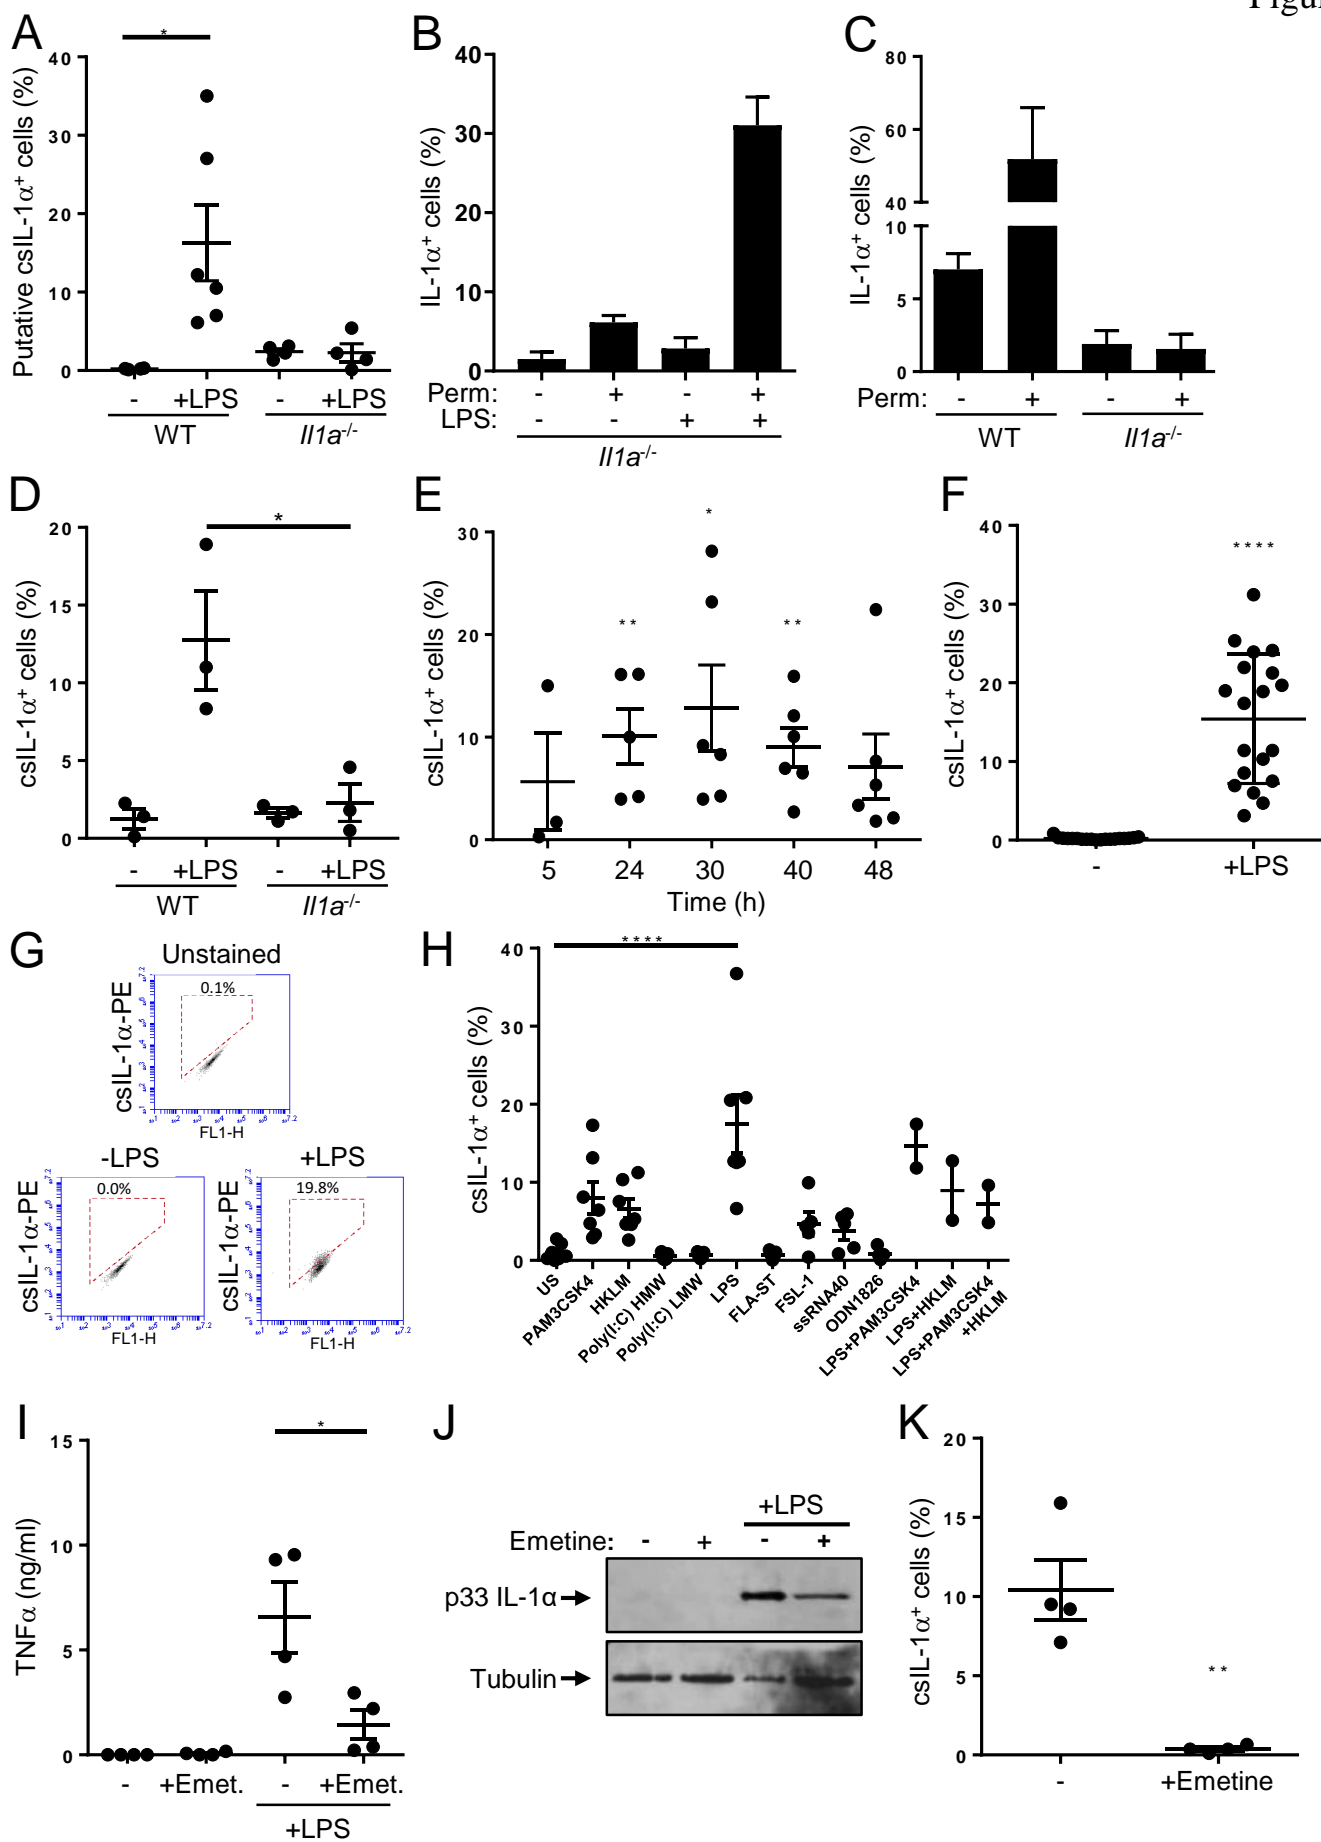 Figu
A
*
Putative csIL-1α+ cells (%)
40
30
20
10
0
- +LPS - +LPS
WT Il1a-/-
B
IL-1α+ cells (%)
40
30
20
10
0
Perm: - + - +
LPS: - - + +
Il1a-/-
C
IL-1α+ cells (%)
80
60
40
10
5
0
Perm: - + - +
WT Il1a-/-
D
*
csIL-1α+ cells (%)
20
15
10
5
0
- +LPS - +LPS
WT Il1a-/-
E
csIL-1α+ cells (%)
30
20
10
0
** * **
5 24 30 40 48
Time (h)
F
csIL-1α+ cells (%)
40
30
20
10
0
****
- +LPS
G
Unstained
0.1%
csIL-1α-PE
FL1-H
-LPS
0.0%
csIL-1α-PE
FL1-H
+LPS
19.8%
csIL-1α-PE
FL1-H
H
****
csIL-1α+ cells (%)
40
30
20
10
0
US
PAM3CSK4
HKLM
Poly(I:C) HMW
Poly(I:C) LMW
LPS
FLA-ST
FSL-1
ssRNA40
ODN1826
LPS+PAM3CSK4
LPS+HKLM
LPS+PAM3CSK4
+HKLM
I
*
TNFα (ng/ml)
15
10
5
0
- +Emet. - +Emet.
+LPS
J
+LPS
Emetine: - + - +
p33 IL-1α
Tubulin
K
csIL-1α+ cells (%)
20
15
10
5
0
**
- +Emetine